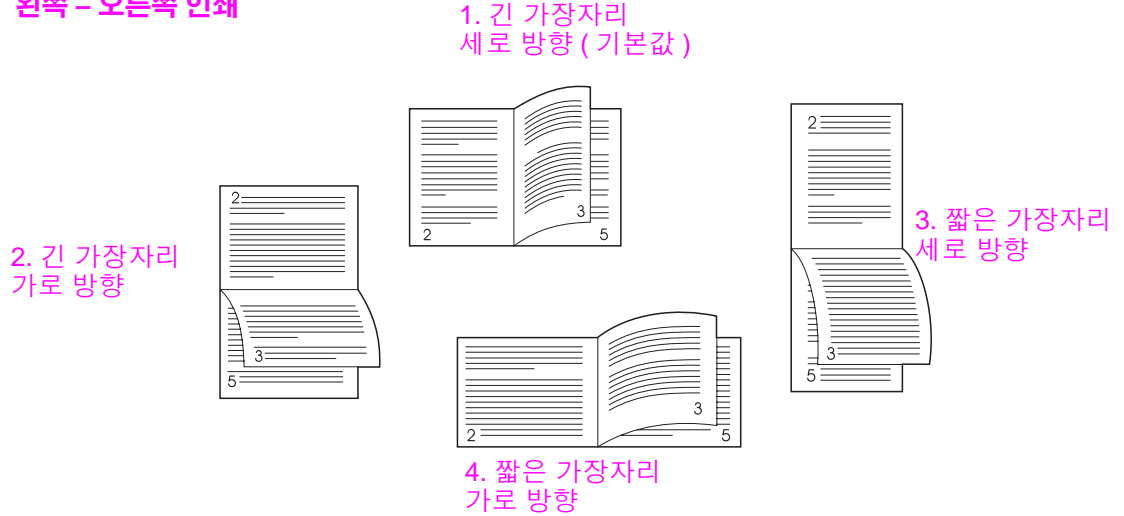 왼쪽 – 오른쪽 인쇄
1. 긴 가장자리
세로 방향 ( 기본값 )
2
3
5
2. 긴 가장자리
가로 방향
2
3
5
2
3
5
3. 짧은 가장자리
세로 방향
2
3
5
4. 짧은 가장자리
가로 방향